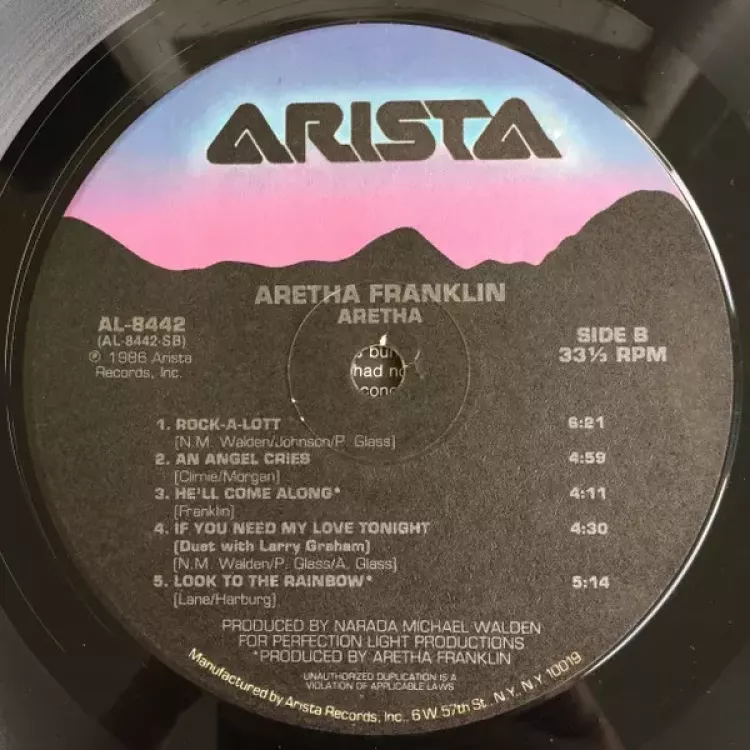 ARISTA
ARETHA FRANKLIN
ARETHA
AL-8442
(AL-8442-SB)
℗ 1986 Arista
Records, Inc.
SIDE B
33⅓ RPM
had
1. ROCK-A-LOTT 6:21
[N.M. Walden/Johnson/P. Glass]
2. AN ANGEL CRIES 4:59
[Climie/Morgan]
3. HE'LL COME ALONG* 4:11
[Franklin]
4. IF YOU NEED MY LOVE TONIGHT 4:30
(Duet with Larry Graham)
[N.M. Walden/P. Glass/A. Glass]
5. LOOK TO THE RAINBOW* 5:14
[Lane/Harburg]
PRODUCED BY NARADA MICHAEL WALDEN
FOR PERFECTION LIGHT PRODUCTIONS
*PRODUCED BY ARETHA FRANKLIN
UNAUTHORIZED DUPLICATION IS A
VIOLATION OF APPLICABLE LAWS
Manufactured by Arista Records, Inc., 6 W. 57th St., N.Y., N.Y. 10019